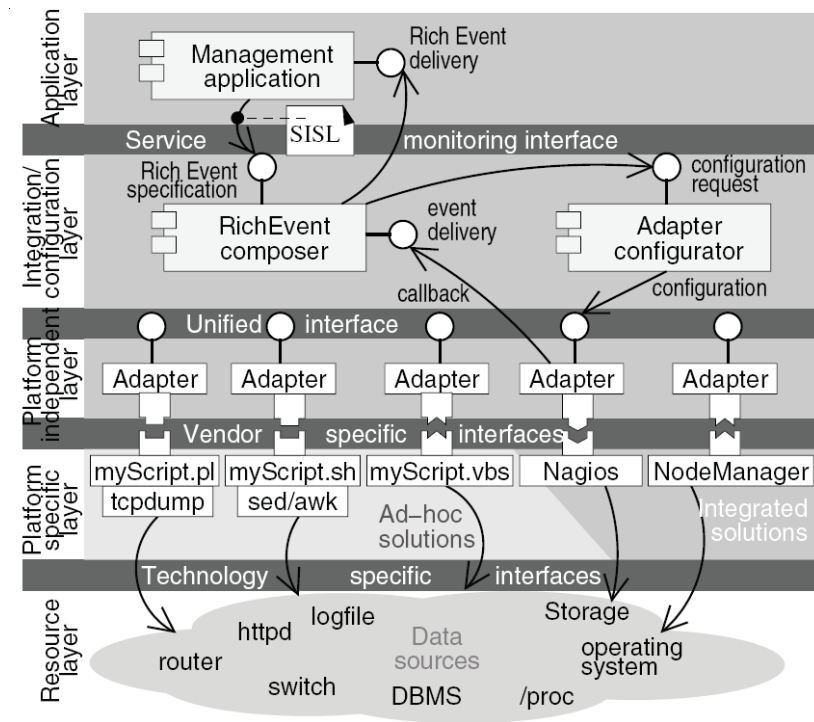 Application
layer
Management
application
Rich Event
delivery
SISL
Service monitoring interface
Integration/
configuration
layer
Rich Event
specification
RichEvent
composer
event
delivery
callback
configuration
request
Adapter
configurator
configuration
Unified interface
Platform
independent
layer
Adapter
Adapter
Adapter
Adapter
Adapter
Vendor specific interfaces
Platform
specific
layer
myScript.pl
tcpdump
myScript.sh
sed/awk
myScript.vbs
Nagios
NodeManager
Ad-hoc
solutions
Integrated
solutions
Technology specific interfaces
Resource
layer
router
httpd
logfile
switch
Data
sources
DBMS
/proc
Storage
operating
system